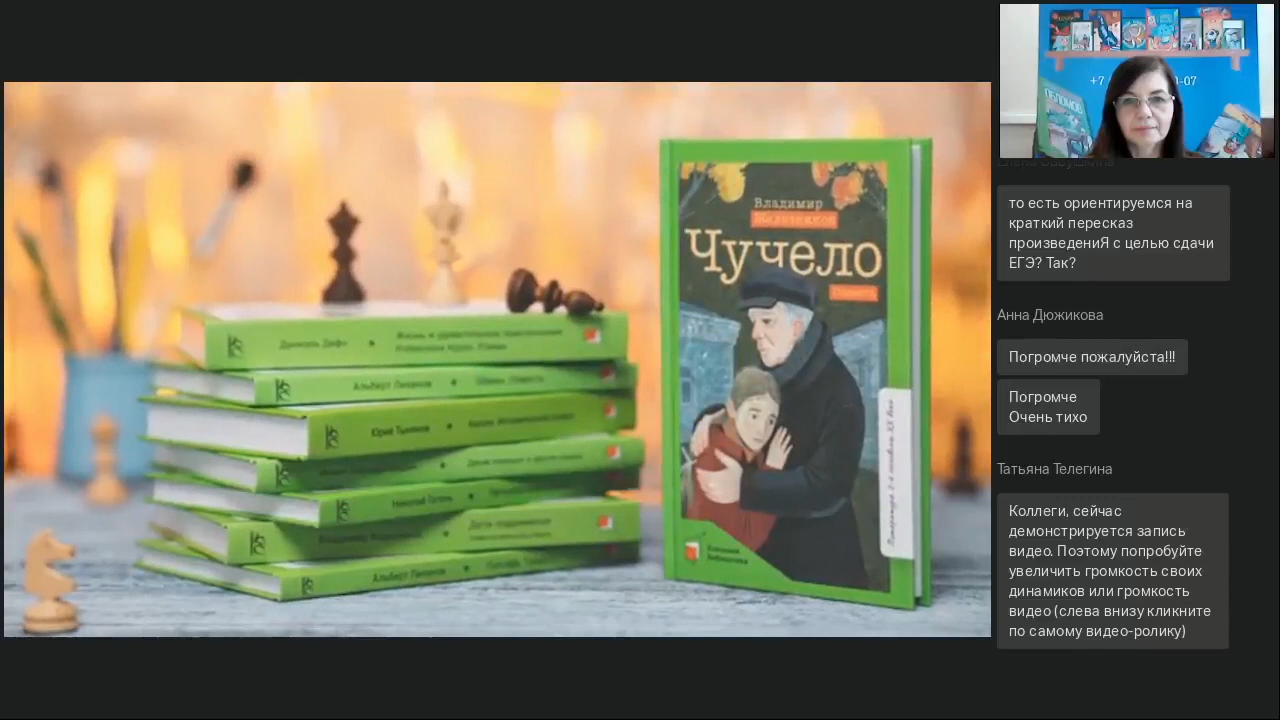 Владимир
Железников
Чучело
Повесть
Даниэль Дефо
Альберт Лиханов
Юрий Тынянов
Николай Гоголь
Альберт Лиханов
+7
-07
ОБЛОМОВ
то есть ориентируемся на
краткий пересказ
произведениЯ с целью сдачи
ЕГЭ? Так?
Анна Дюжикова
Погромче пожалуйста!!!
Погромче
Очень тихо
Татьяна Телегина
Коллеги, сейчас
демонстрируется запись
видео. Поэтому попробуйте
увеличить громкость своих
динамиков или громкость
видео (слева внизу кликните
по самому видео-ролику)